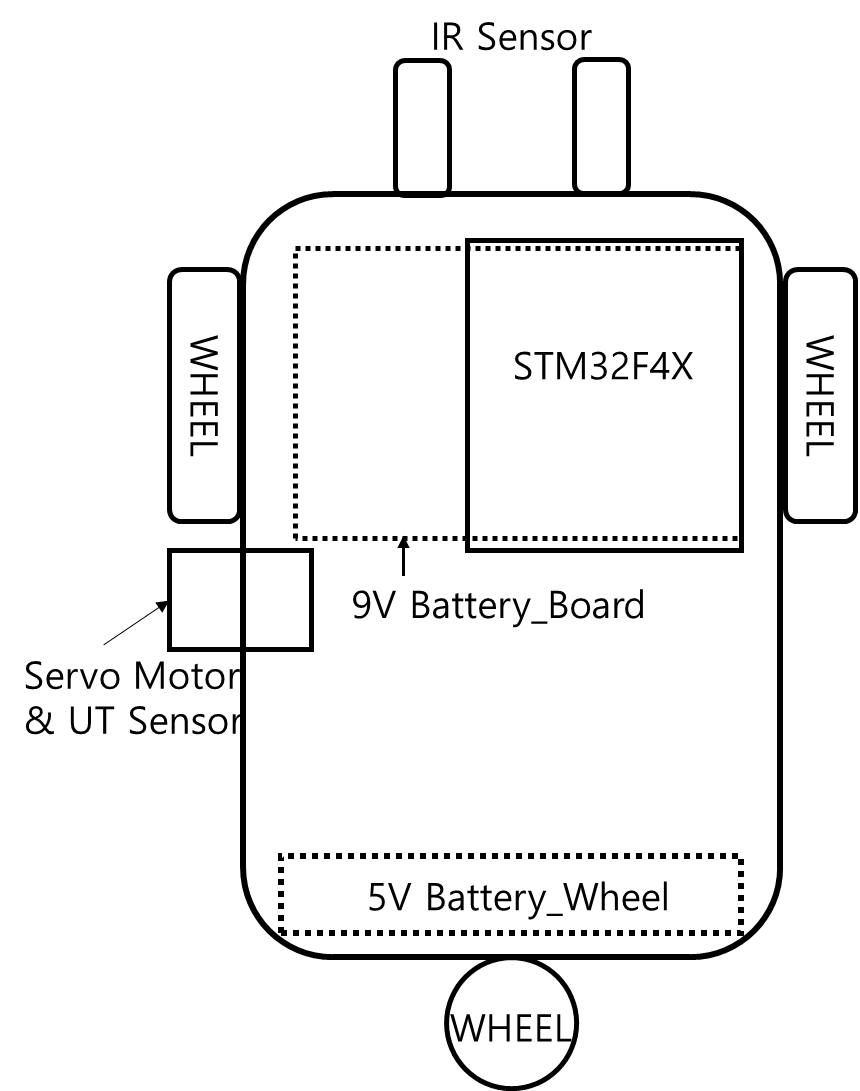 IR Sensor
WHEEL
STM32F4X
WHEEL
9V Battery_Board
Servo Motor
& UT Sensor
5V Battery_Wheel
WHEEL